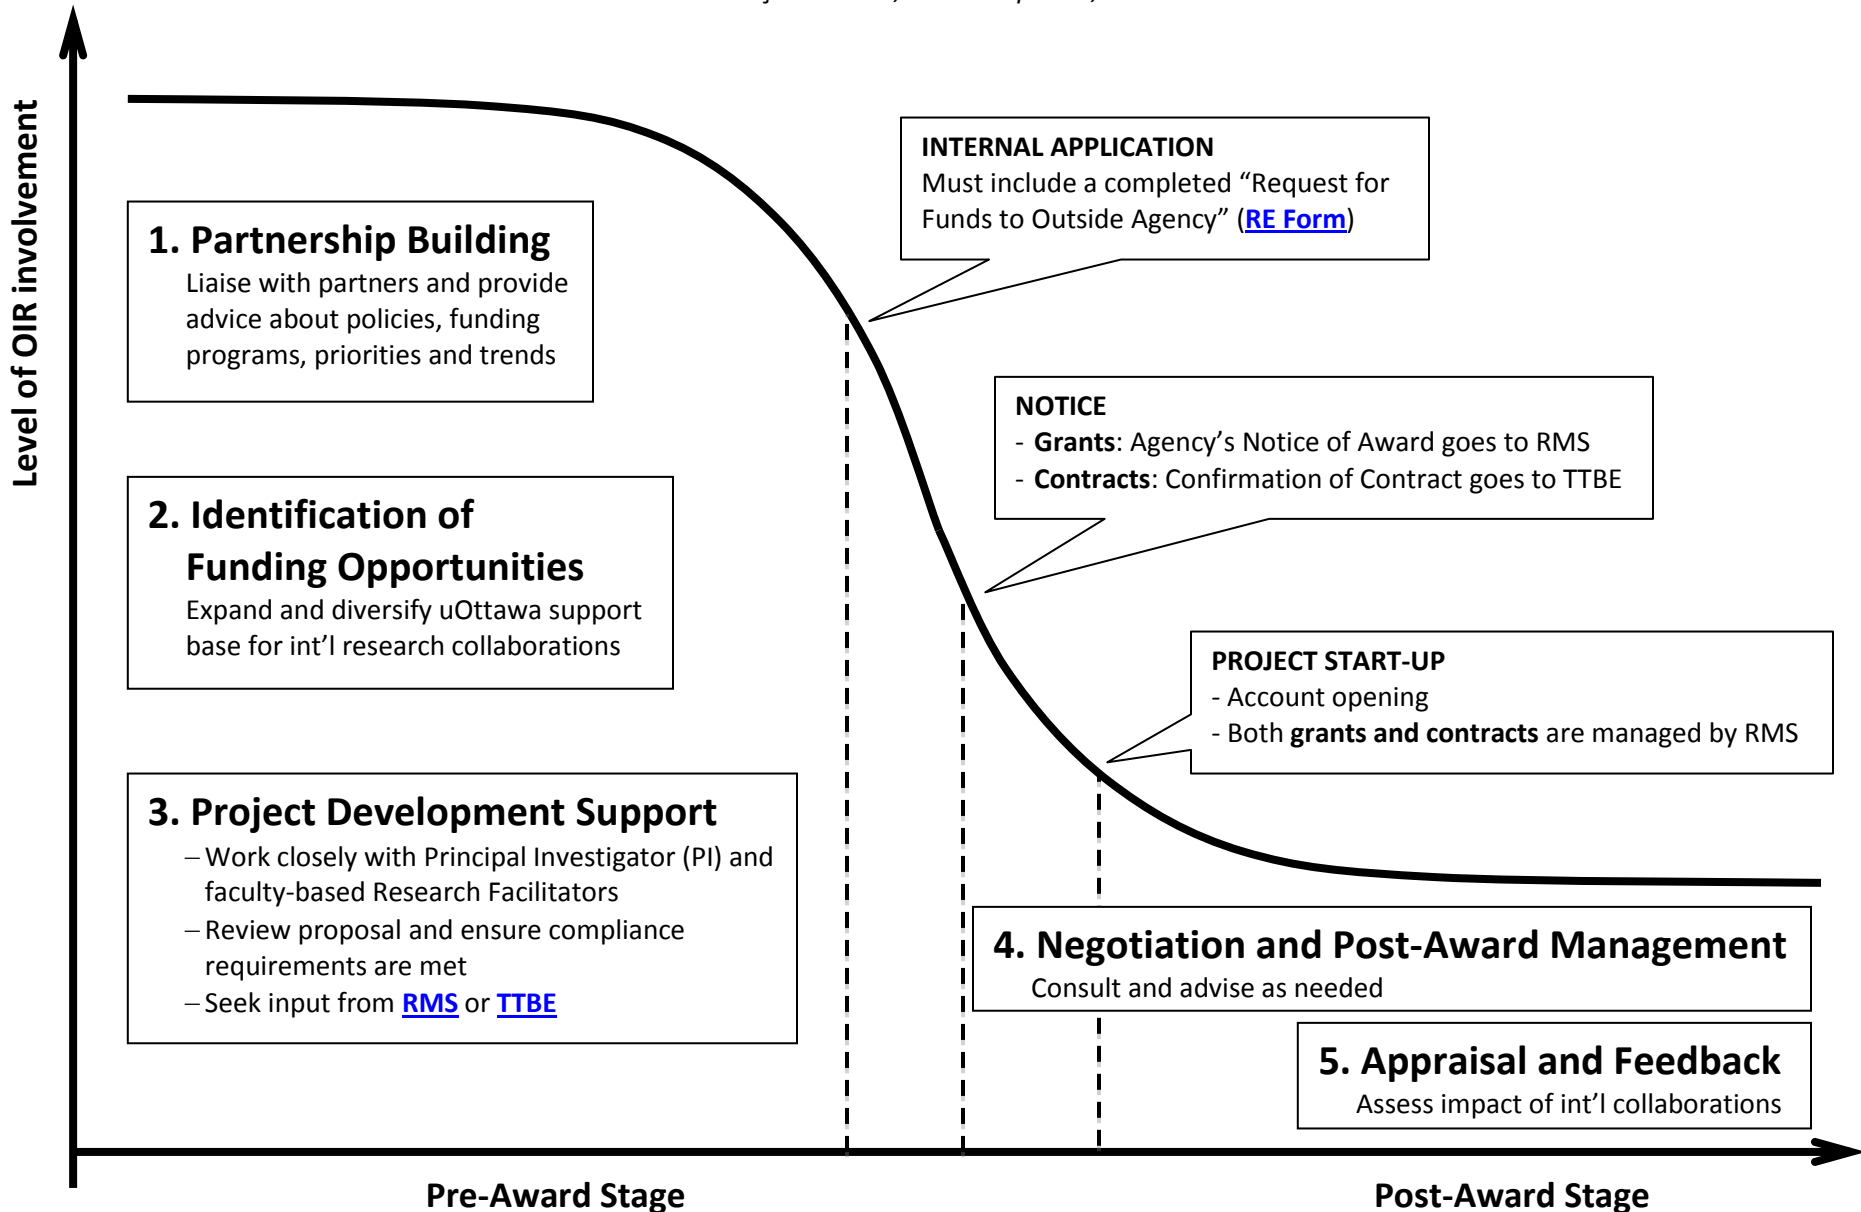 Level of OIR involvement
INTERNAL APPLICATION
Must include a completed “Request for
Funds to Outside Agency” (RE Form)
1. Partnership Building
Liaise with partners and provide
advice about policies, funding
programs, priorities and trends
NOTICE
- Grants: Agency’s Notice of Award goes to RMS
- Contracts: Confirmation of Contract goes to TTBE
2. Identification of
Funding Opportunities
Expand and diversify uOttawa support
base for int’l research collaborations
PROJECT START-UP
- Account opening
- Both grants and contracts are managed by RMS
3. Project Development Support
– Work closely with Principal Investigator (PI) and
faculty-based Research Facilitators
– Review proposal and ensure compliance
requirements are met
– Seek input from RMS or TTBE
4. Negotiation and Post-Award Management
Consult and advise as needed
5. Appraisal and Feedback
Assess impact of int’l collaborations
Pre-Award Stage
Post-Award Stage